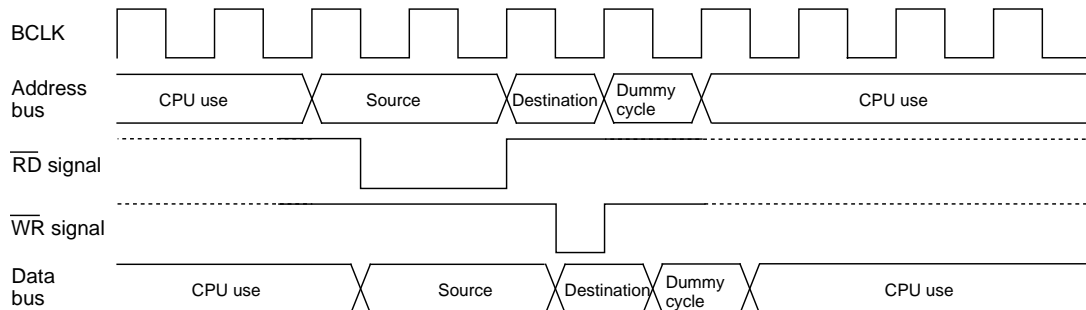 BCLK
Address
bus
CPU use
Source
Destination
Dummy
cycle
CPU use
RD signal
WR signal
Data
bus
CPU use
Source
Destination
Dummy
cycle
CPU use